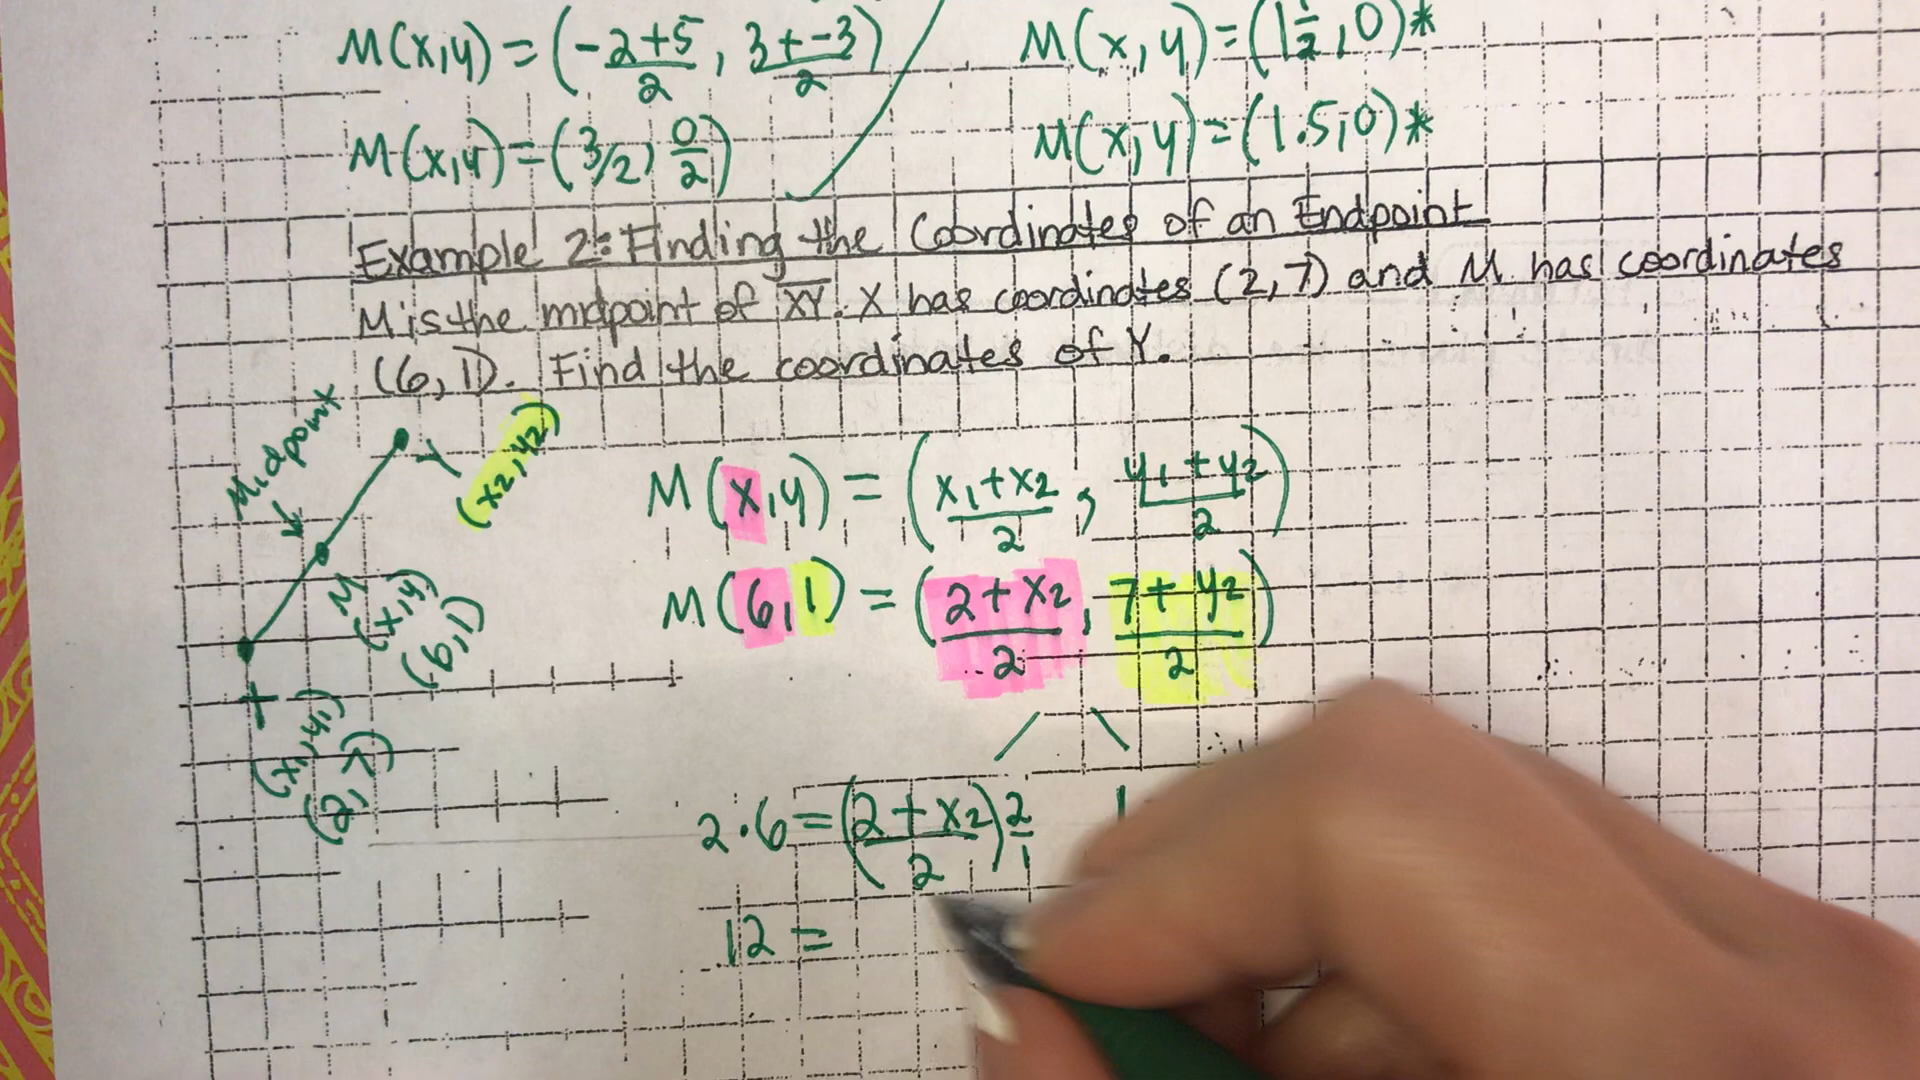 M(x,y) = (-2+5/2, 3+-3/2)
M(x,y) = (1 1/2, 0)*
M(x,y) = (3/2, 0/2)
M(x,y) = (1.5, 0)*
Example 2: Finding the Coordinates of an Endpoint
M is the midpoint of XY. X has coordinates (2,7) and M has coordinates
(6,1). Find the coordinates of Y.
Midpoint
Y
(x2,y2)
M
(x,y)
(6,1)
(x1,y1)
M(x,y) = (x1+x2/2, y1+y2/2)
M(6,1) = (2+x2/2, 7+y2/2)
2·6 = (2+x2/2) 2/1
12 =